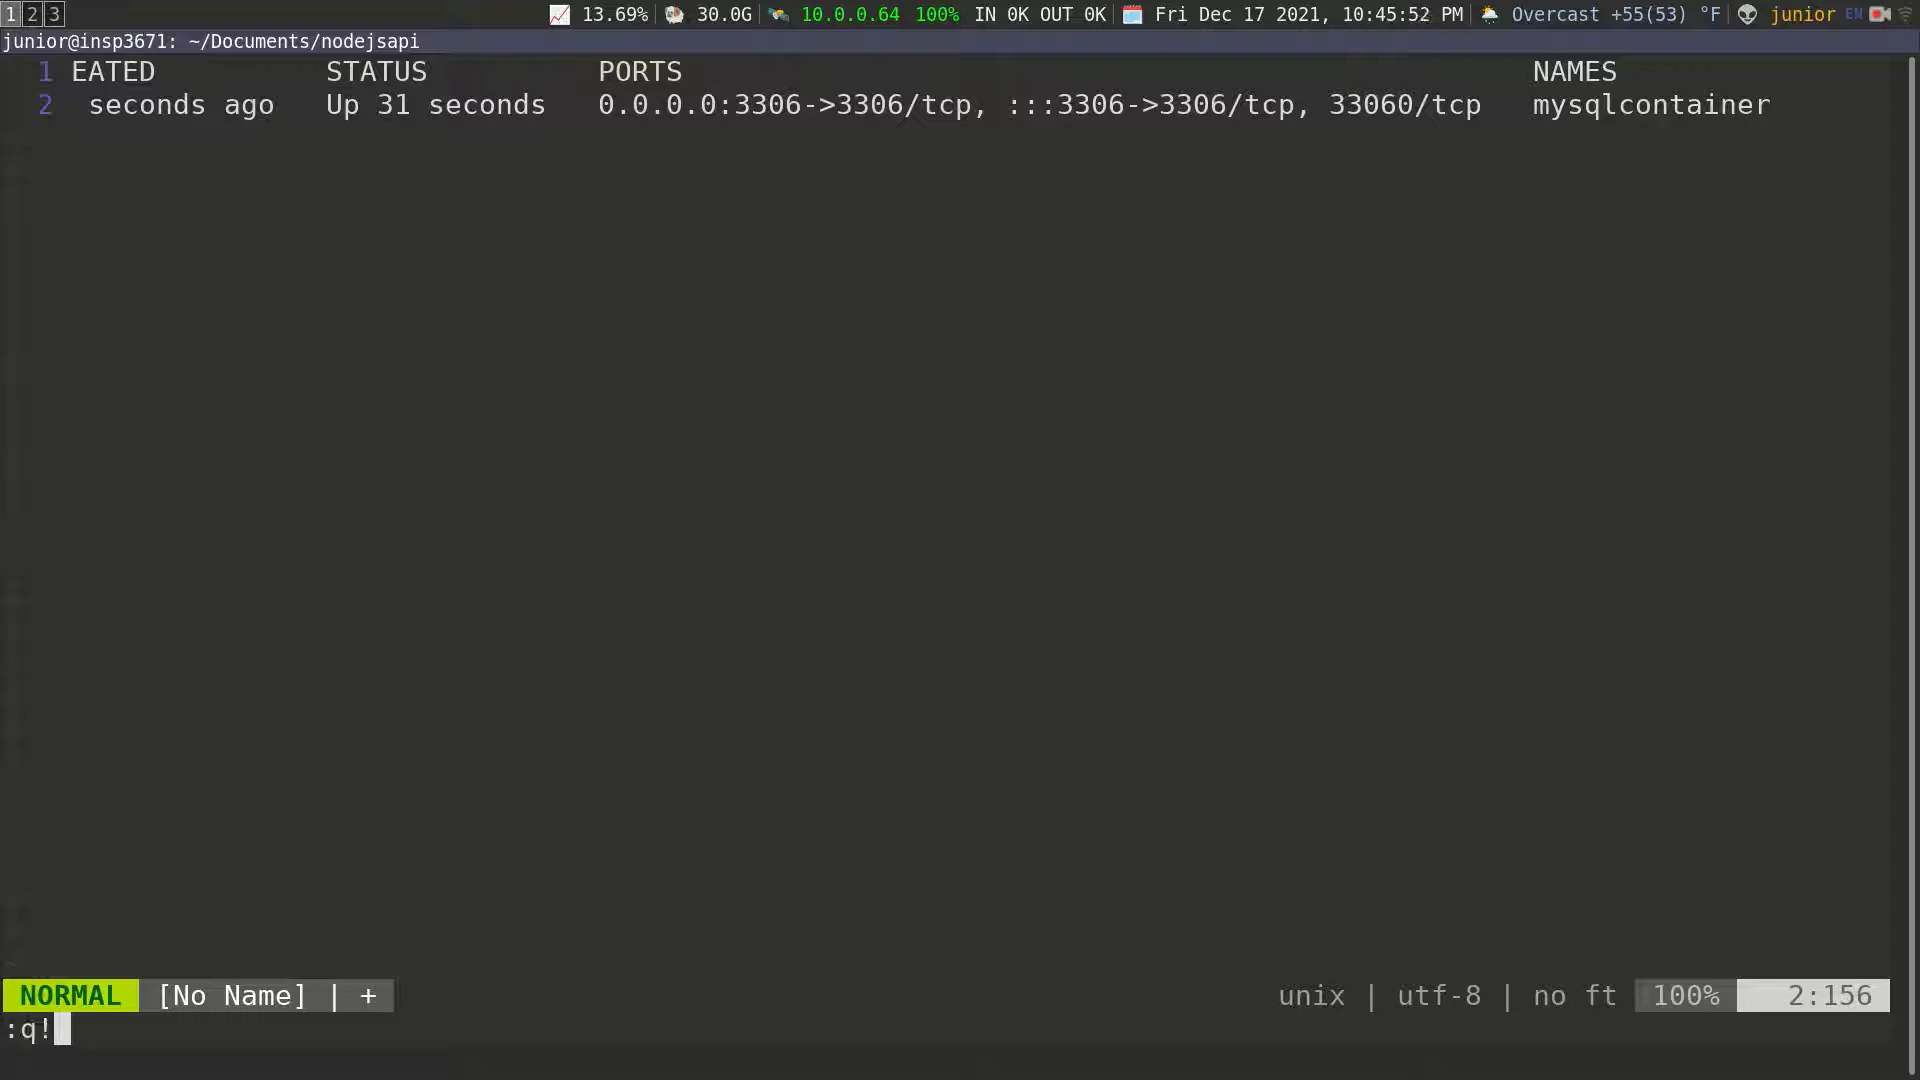 1 2 3 13.69% 30.0G 10.0.0.64 100% IN 0K OUT 0K Fri Dec 17 2021, 10:45:52 PM Overcast +55(53) °F junior EN
junior@insp3671: ~/Documents/nodejsapi
1 EATED STATUS PORTS NAMES
2 seconds ago Up 31 seconds 0.0.0.0:3306->3306/tcp, :::3306->3306/tcp, 33060/tcp mysqlcontainer
~
NORMAL [No Name] | + unix | utf-8 | no ft 100% 2:156
:q!